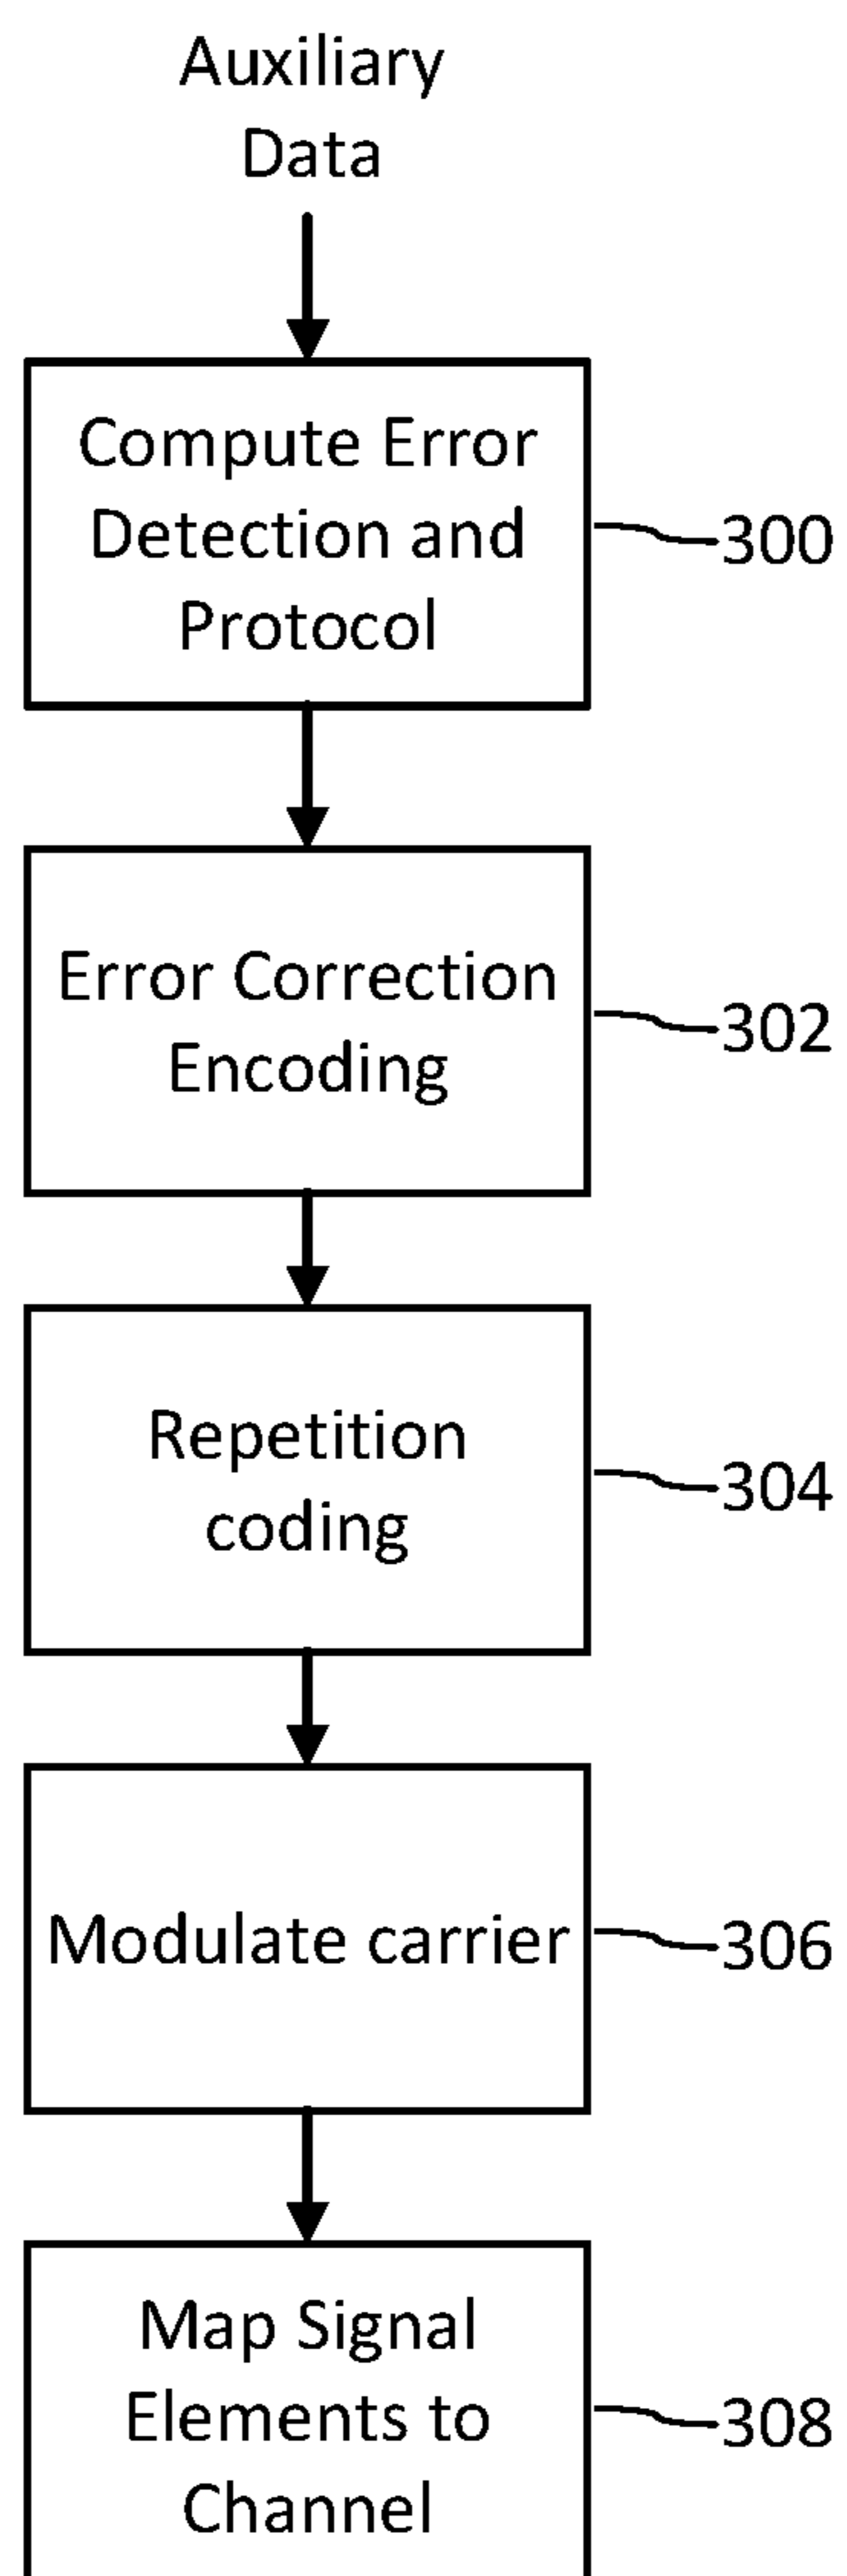 Auxiliary
Data
Compute Error
Detection and
Protocol
300
Error Correction
Encoding
302
Repetition
coding
304
Modulate carrier
306
Map Signal
Elements to
Channel
308